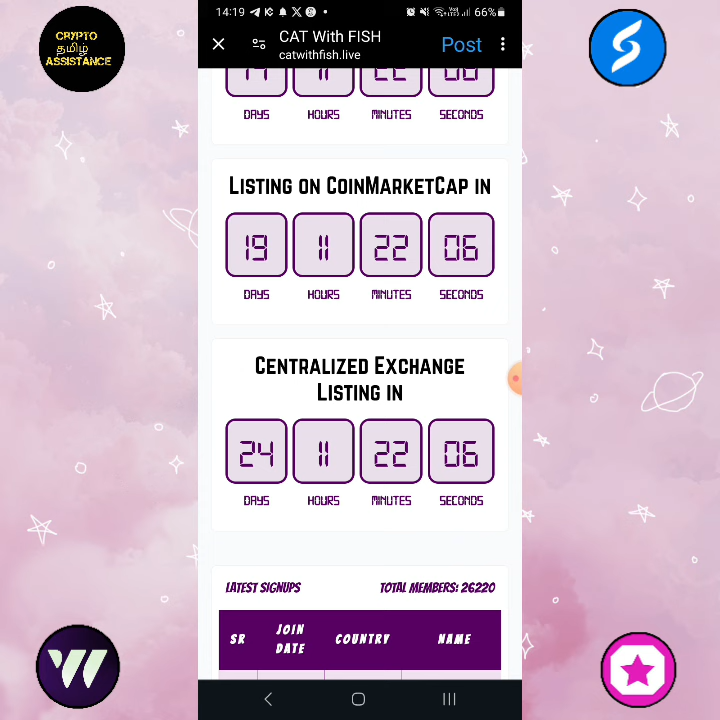 CRYPTO
தமிழ்
ASSISTANCE
14:19
66%
CAT With FISH
catwithfish.live
Post
DAYS HOURS MINUTES SECONDS
LISTING ON COINMARKETCAP IN
19 11 22 06
DAYS HOURS MINUTES SECONDS
CENTRALIZED EXCHANGE
LISTING IN
24 11 22 06
DAYS HOURS MINUTES SECONDS
LATEST SIGNUPS TOTAL MEMBERS: 26220
SR JOIN DATE COUNTRY NAME